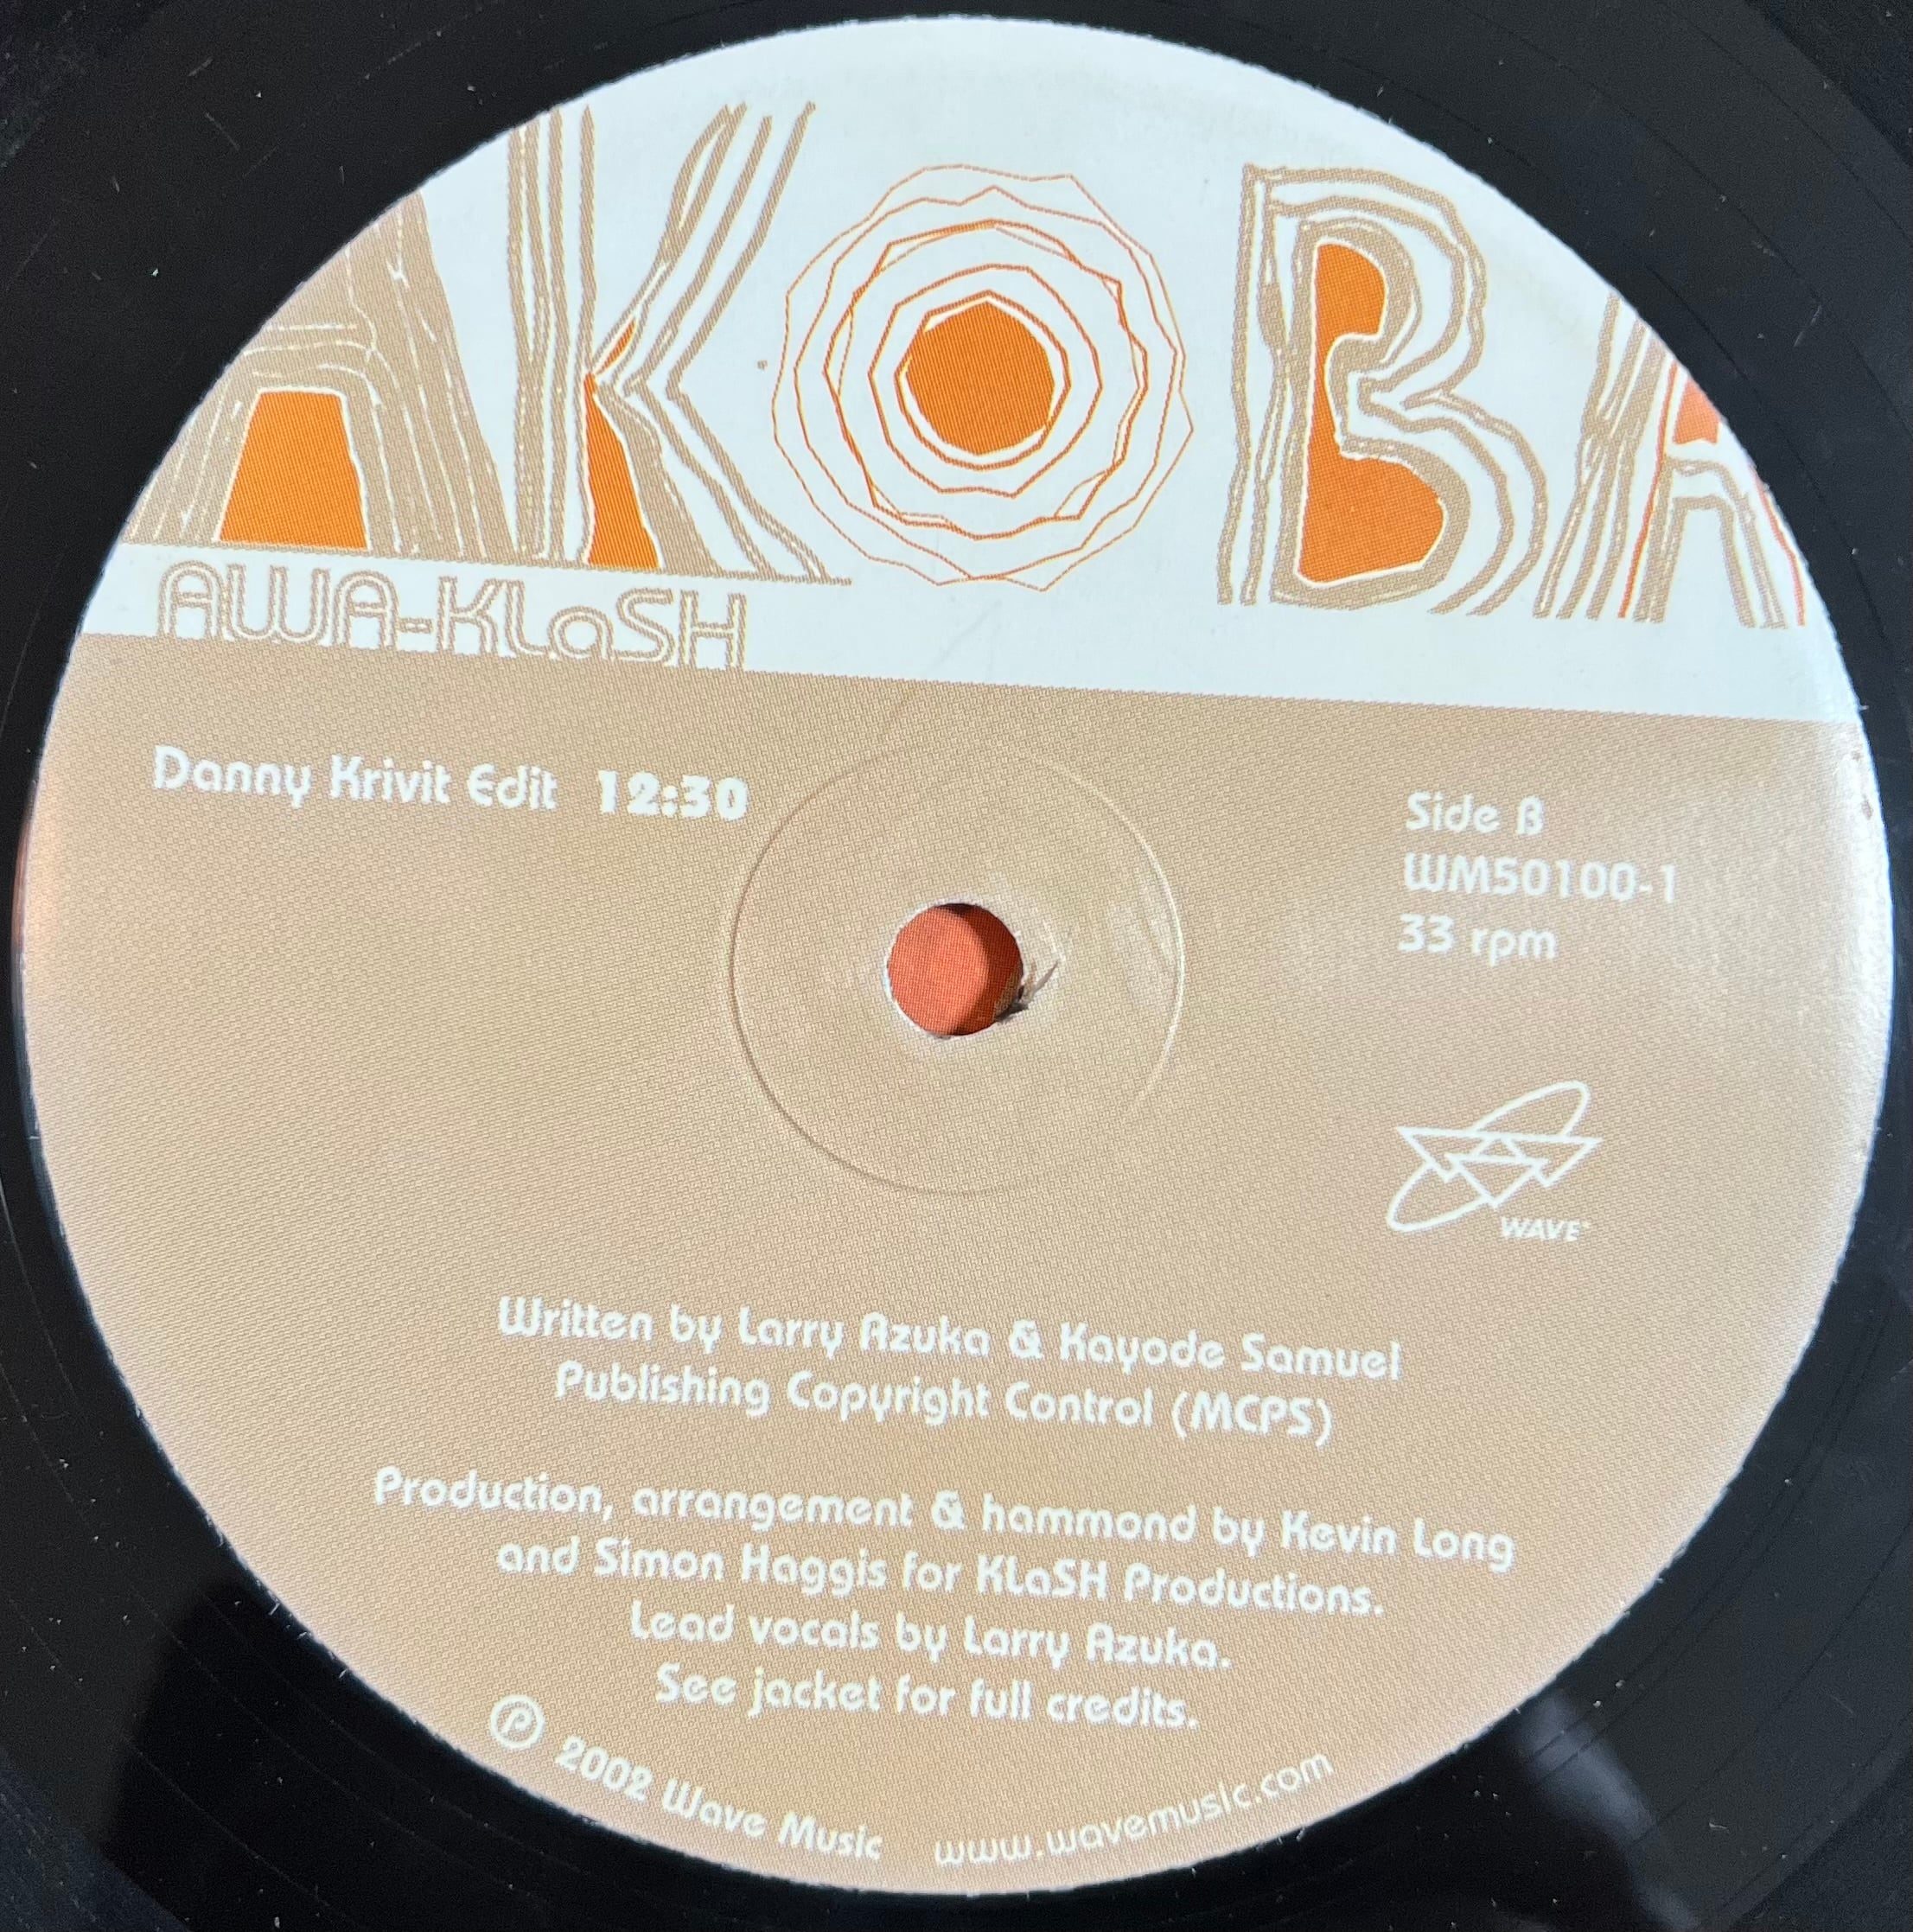 AKOBA
AWA-KLaSH
Danny Krivit Edit 12:30
Side B
WM50100-1
33 rpm
WAVE
Written by Larry Azuka & Kayode Samuel
Publishing Copyright Control (MCPS)
Production, arrangement & hammond by Kevin Long
and Simon Haggis for KLaSH Productions.
Lead vocals by Larry Azuka.
See jacket for full credits.
℗ 2002 Wave Music www.wavemusic.com